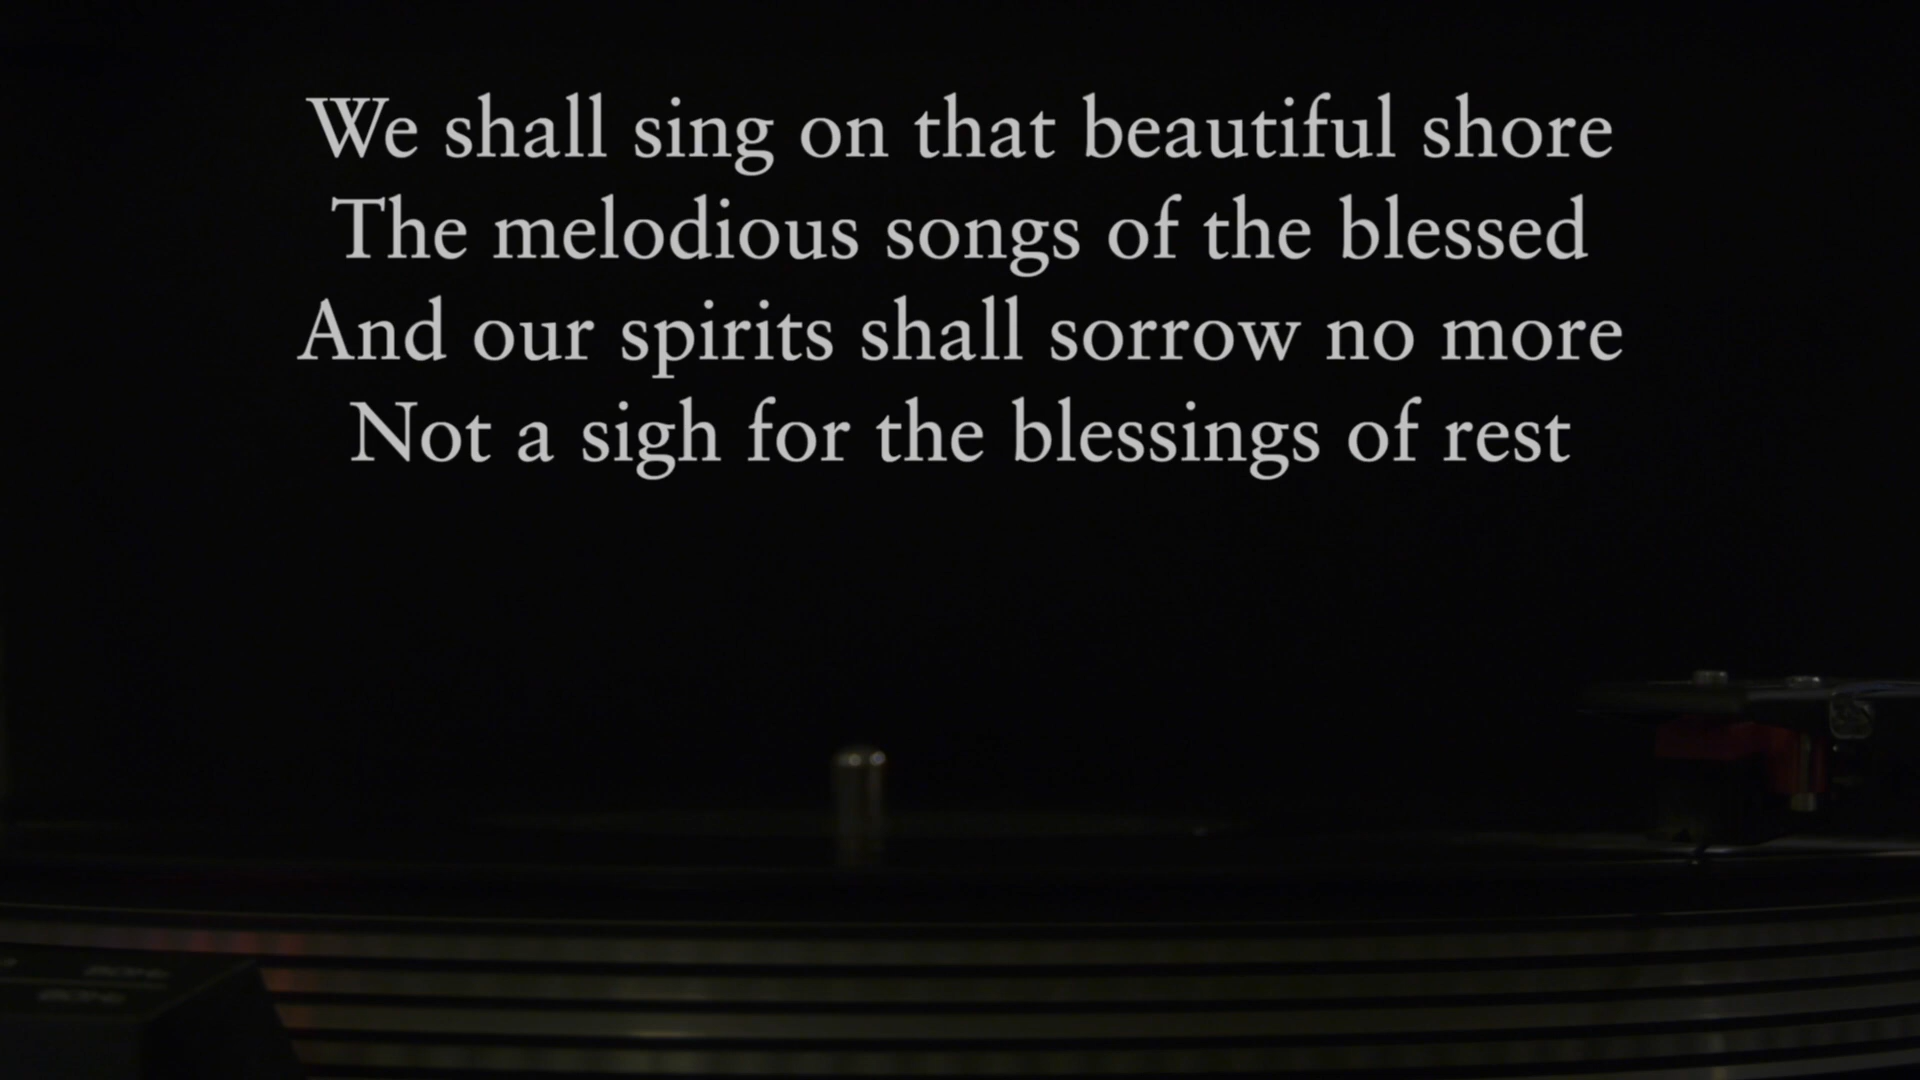 We shall sing on that beautiful shore
The melodious songs of the blessed
And our spirits shall sorrow no more
Not a sigh for the blessings of rest